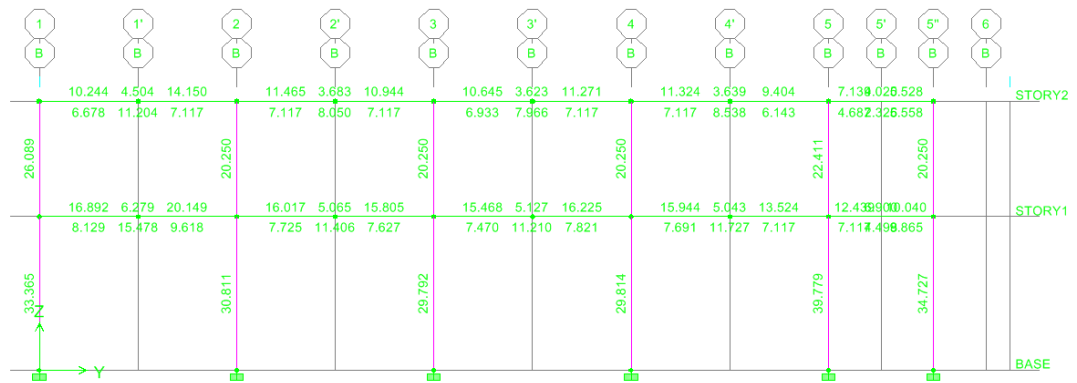 1 1' 2 2' 3 3' 4 4' 5 5' 5" 6
B B B B B B B B B B B B
10.244 4.504 14.150 11.465 3.683 10.944 10.645 3.623 11.271 11.324 3.639 9.404
STORY2
6.678 11.204 7.117 7.117 8.050 7.117 6.933 7.966 7.117 7.117 8.538 6.143
26.089 20.250 20.250 20.250 22.411 20.250
16.892 6.279 20.149 16.017 5.065 15.805 15.468 5.127 16.225 15.944 5.043 13.524
STORY1
8.129 15.478 9.618 7.725 11.406 7.627 7.470 11.210 7.821 7.691 11.727 7.117
33.365 30.811 29.792 29.814 39.779 34.727
Z
BASE
Y